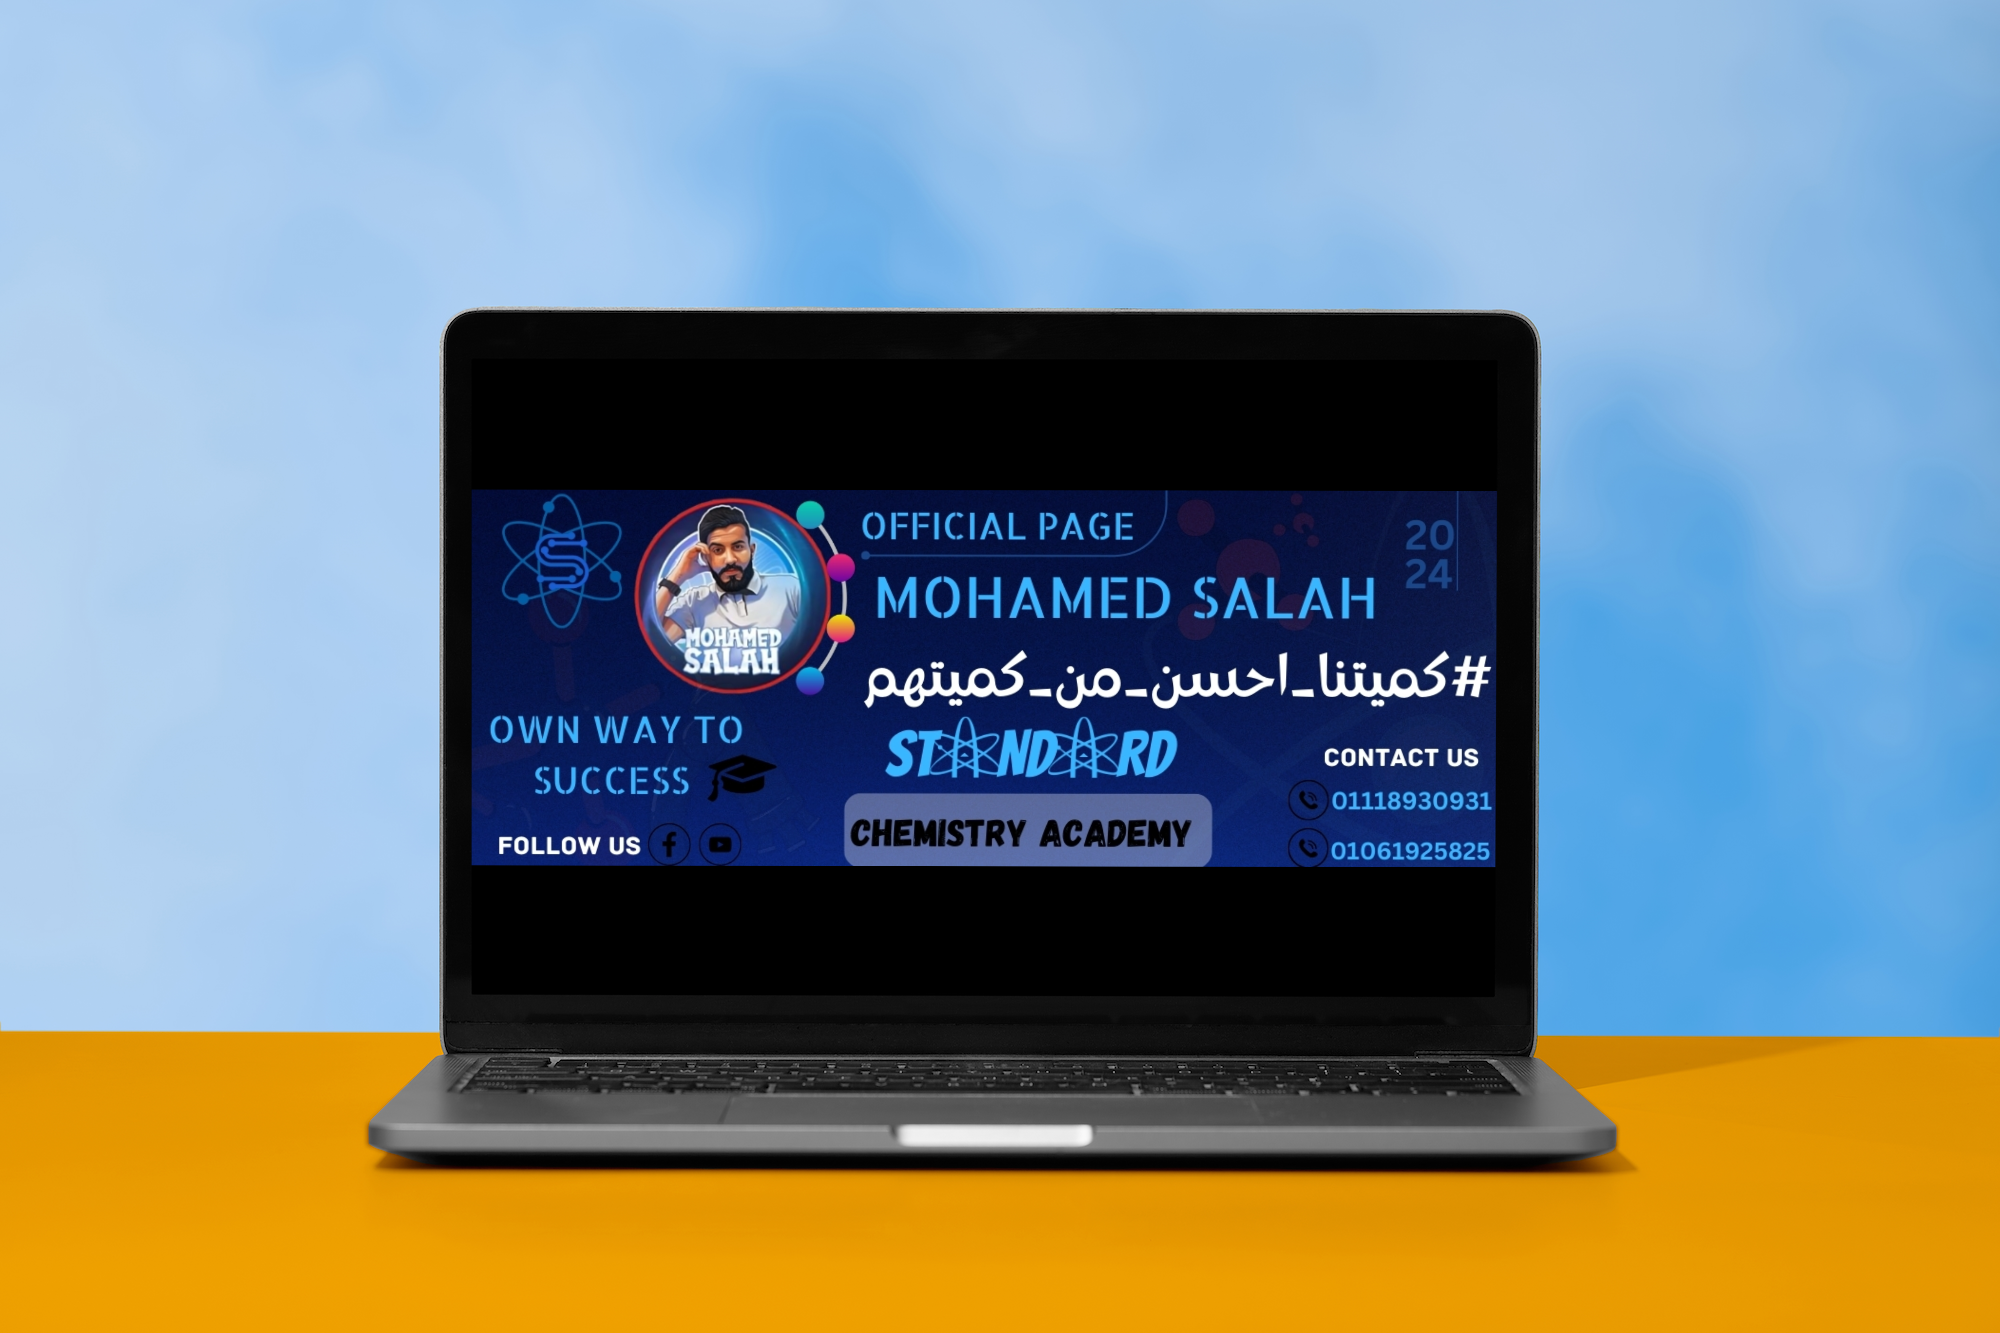 OFFICIAL PAGE
20
24
MOHAMED SALAH
MOHAMED
SALAH
#كميتنا_احسن_من_كميتهم
OWN WAY TO
SUCCESS
STANDARD
CHEMISTRY ACADEMY
FOLLOW US
CONTACT US
01118930931
01061925825